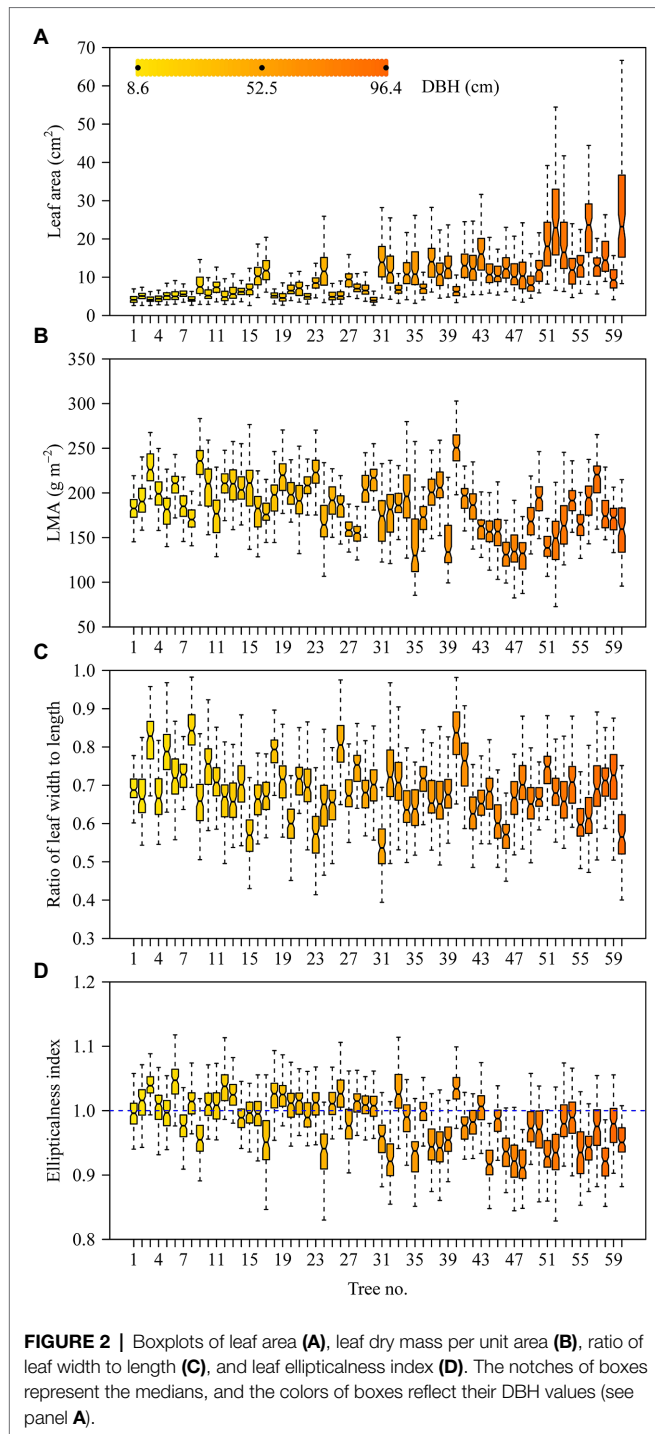 A
70
60
50
40
30
20
10
0
Leaf area (cm²)
8.6 52.5 96.4 DBH (cm)
1 3 7 11 15 19 23 27 31 35 39 43 47 51 55 59
B
350
300
250
200
150
100
50
LMA (g m⁻²)
1 3 7 11 15 19 23 27 31 35 39 43 47 51 55 59
C
1.0
0.9
0.8
0.7
0.6
0.5
0.4
0.3
Ratio of leaf width to length
1 3 7 11 15 19 23 27 31 35 39 43 47 51 55 59
D
1.2
1.1
1.0
0.9
0.8
Ellipticalness index
1 3 7 11 15 19 23 27 31 35 39 43 47 51 55 59
Tree no.
FIGURE 2 | Boxplots of leaf area (A), leaf dry mass per unit area (B), ratio of
leaf width to length (C), and leaf ellipticalness index (D). The notches of boxes
represent the medians, and the colors of boxes reflect their DBH values (see
panel A).